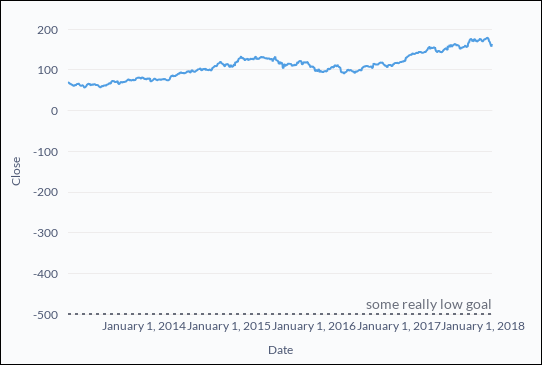 200
100
0
-100
-200
-300
-400
-500
Close
some really low goal
January 1, 2014 January 1, 2015 January 1, 2016 January 1, 2017 January 1, 2018
Date